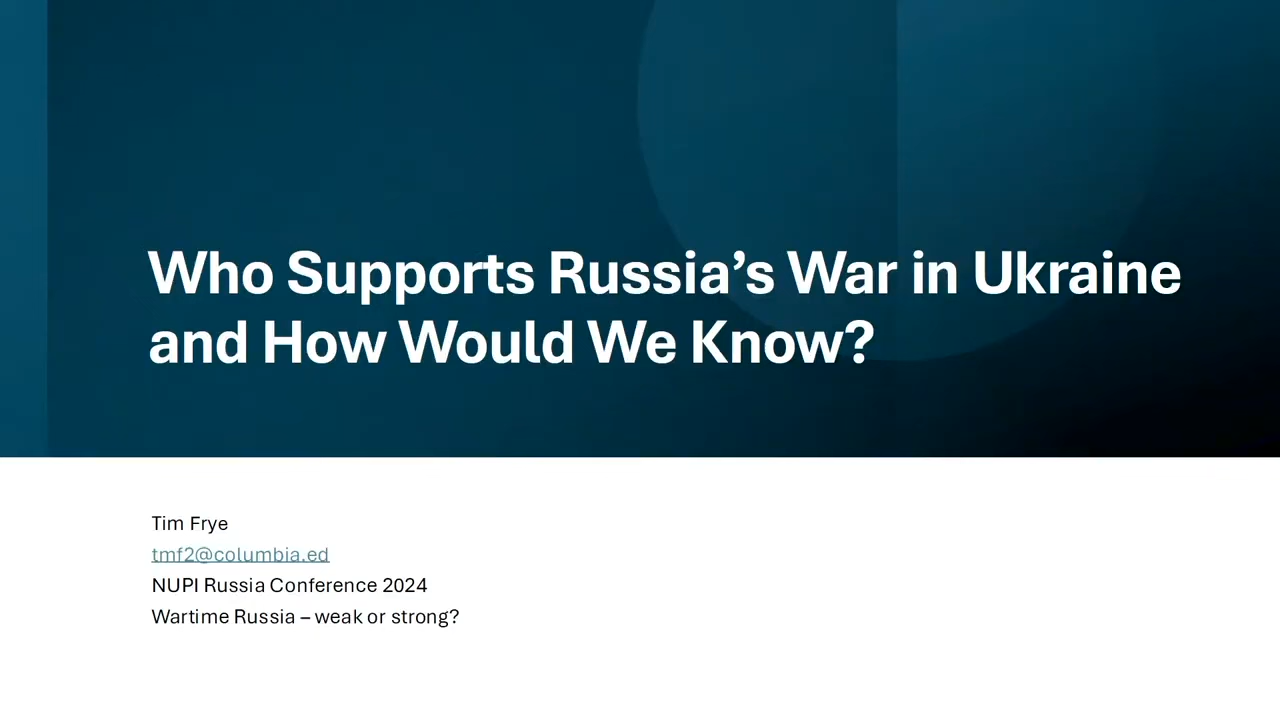 Who Supports Russia’s War in Ukraine
and How Would We Know?
Tim Frye
tmf2@columbia.ed
NUPI Russia Conference 2024
Wartime Russia – weak or strong?